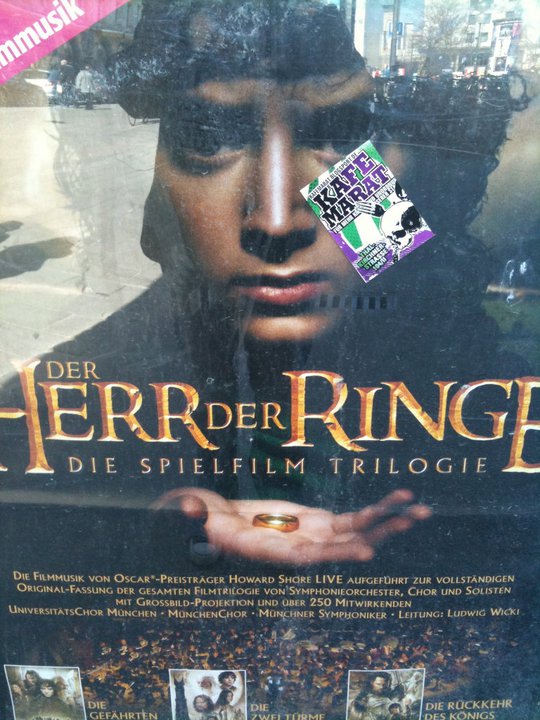 mmusik
KAFE
MARAT
DER
HERR DER RINGE
DIE SPIELFILM TRILOGIE
DIE FILMMUSIK VON OSCAR®-PREISTRÄGER HOWARD SHORE LIVE AUFGEFÜHRT ZUR VOLLSTÄNDIGEN
ORIGINAL-FASSUNG DER GESAMTEN FILMTRILOGIE VON SYMPHONIEORCHESTER, CHOR UND SOLISTEN
MIT GROSSBILD-PROJEKTION UND ÜBER 250 MITWIRKENDEN
UNIVERSITÄTSCHOR MÜNCHEN · MÜNCHENCHOR · MÜNCHNER SYMPHONIKER · LEITUNG: LUDWIG WICKI
DIE
GEFÄHRTEN
DIE
ZWEI TÜRME
DIE RÜCKKEHR
DES KÖNIGS